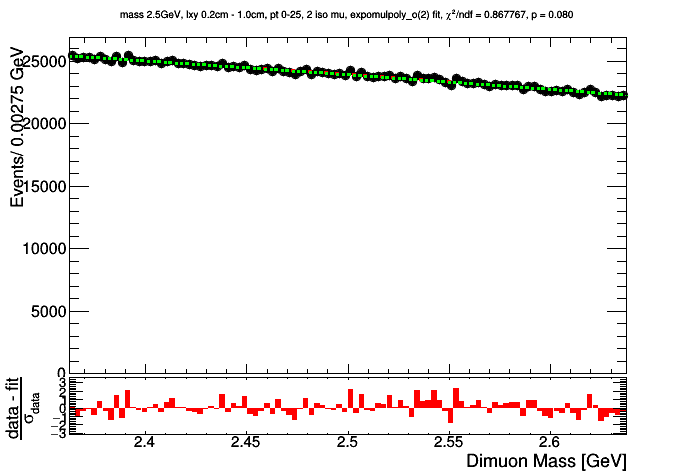 mass 2.5GeV, lxy 0.2cm - 1.0cm, pt 0-25, 2 iso mu, expomulpoly_o(2) fit, χ²/ndf = 0.867767, p = 0.080
Events/ 0.00275 GeV
25000
20000
15000
10000
5000
0
data - fit
σdata
3
2
1
0
−1
−2
−3
2.4 2.45 2.5 2.55 2.6
Dimuon Mass [GeV]